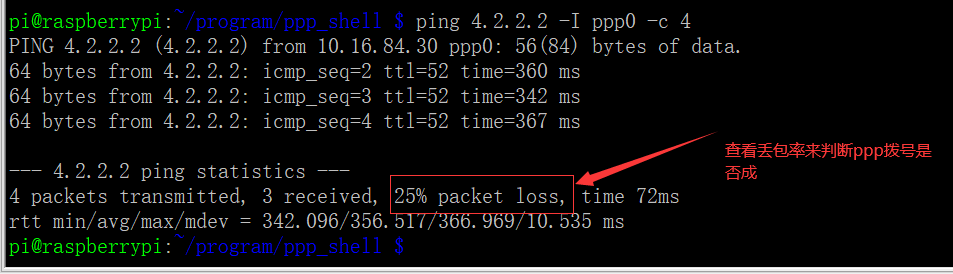 pi@raspberrypi:~/program/ppp_shell $ ping 4.2.2.2 -I ppp0 -c 4
PING 4.2.2.2 (4.2.2.2) from 10.16.84.30 ppp0: 56(84) bytes of data.
64 bytes from 4.2.2.2: icmp_seq=2 ttl=52 time=360 ms
64 bytes from 4.2.2.2: icmp_seq=3 ttl=52 time=342 ms
64 bytes from 4.2.2.2: icmp_seq=4 ttl=52 time=367 ms
--- 4.2.2.2 ping statistics ---
4 packets transmitted, 3 received, 25% packet loss, time 72ms
rtt min/avg/max/mdev = 342.096/356.517/366.969/10.535 ms
pi@raspberrypi:~/program/ppp_shell $
查看丢包率来判断ppp拨号是
否成